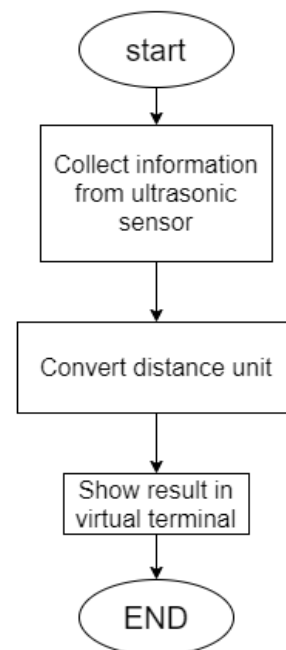 start
Collect information
from ultrasonic
sensor
Convert distance unit
Show result in
virtual terminal
END